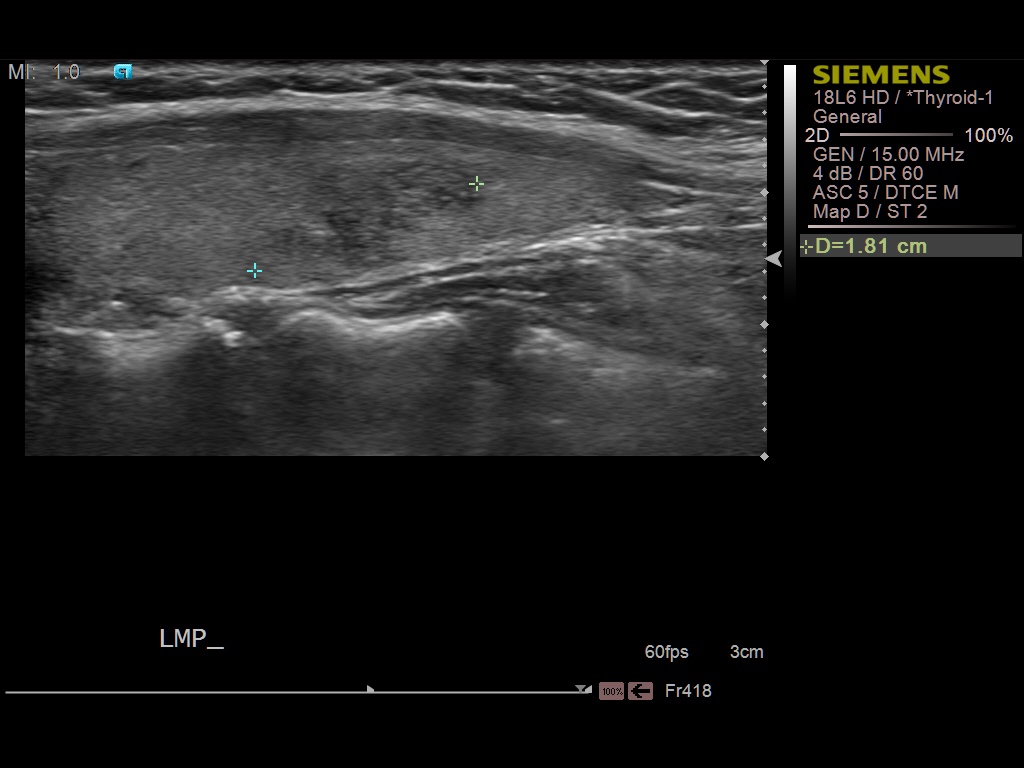 MI: 1.0
SIEMENS
18L6 HD / *Thyroid-1
General
2D 100%
GEN / 15.00 MHz
4 dB / DR 60
ASC 5 / DTCE M
Map D / ST 2
D=1.81 cm
LMP_
60fps 3cm
100% Fr418